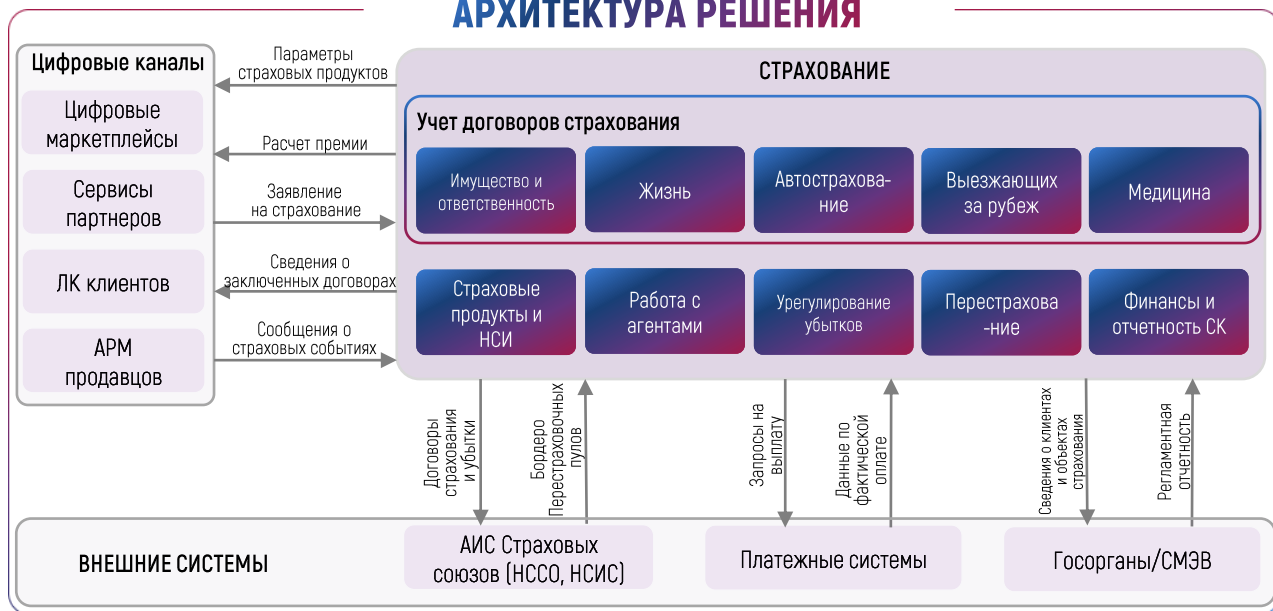 АРХИТЕКТУРА РЕШЕНИЯ
Цифровые каналы
Цифровые
маркетплейсы
Сервисы
партнеров
ЛК клиентов
АРМ
продавцов
Параметры
страховых продуктов
Расчет премии
Заявление
на страхование
Сведения о
заключенных договорах
Сообщения о
страховых событиях
СТРАХОВАНИЕ
Учет договоров страхования
Имущество и
ответственность
Жизнь
Автострахова-
ние
Выезжающих
за рубеж
Медицина
Страховые
продукты и
НСИ
Работа с
агентами
Урегулирование
убытков
Перестрахова
-ние
Финансы и
отчетность СК
Договоры
страхования
и убытки
Бордеро
Перестраховочных
пулов
Запросы на
выплату
Данные по
фактической
оплате
Сведения о клиентах
и объектах
страхования
Регламентная
отчетность
ВНЕШНИЕ СИСТЕМЫ
АИС Страховых
союзов (НССО, НСИС)
Платежные системы
Госорганы/СМЭВ